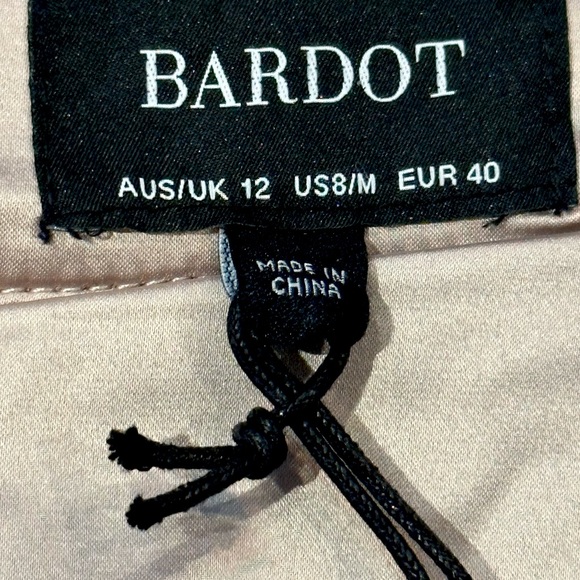 BARDOT
AUS/UK 12 US8/M EUR 40
MADE IN
CHINA